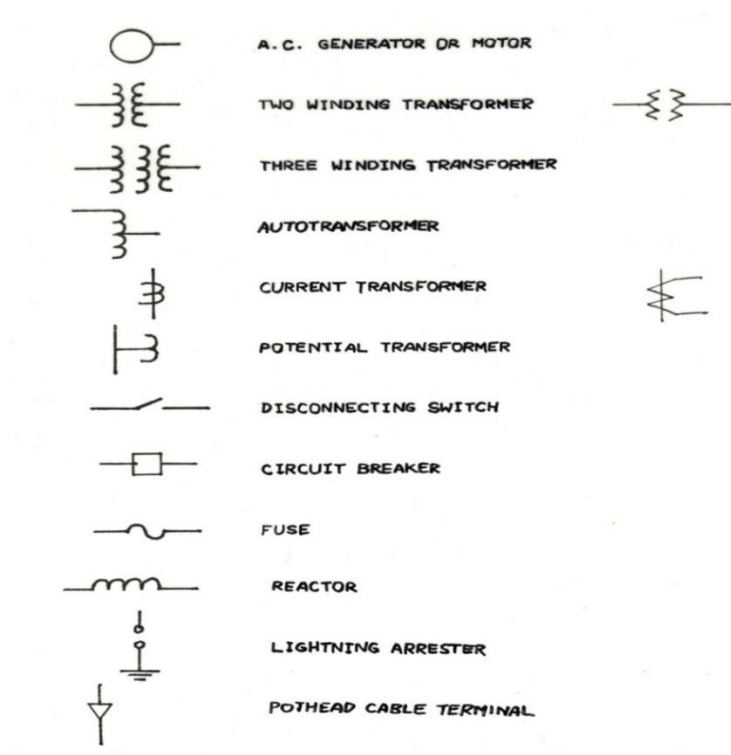 A.C. GENERATOR OR MOTOR
TWO WINDING TRANSFORMER
THREE WINDING TRANSFORMER
AUTOTRANSFORMER
CURRENT TRANSFORMER
POTENTIAL TRANSFORMER
DISCONNECTING SWITCH
CIRCUIT BREAKER
FUSE
REACTOR
LIGHTNING ARRESTER
POTHEAD CABLE TERMINAL